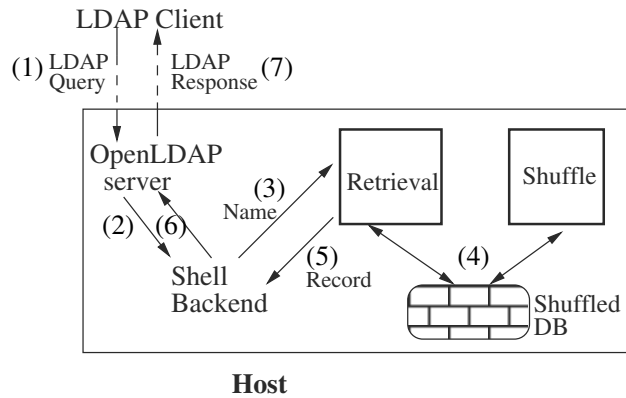 LDAP Client
(1) LDAP Query
LDAP Response (7)
OpenLDAP server
(2)
(6)
(3)
Name
Retrieval
Shuffle
(5)
Record
(4)
Shell Backend
Shuffled DB
Host